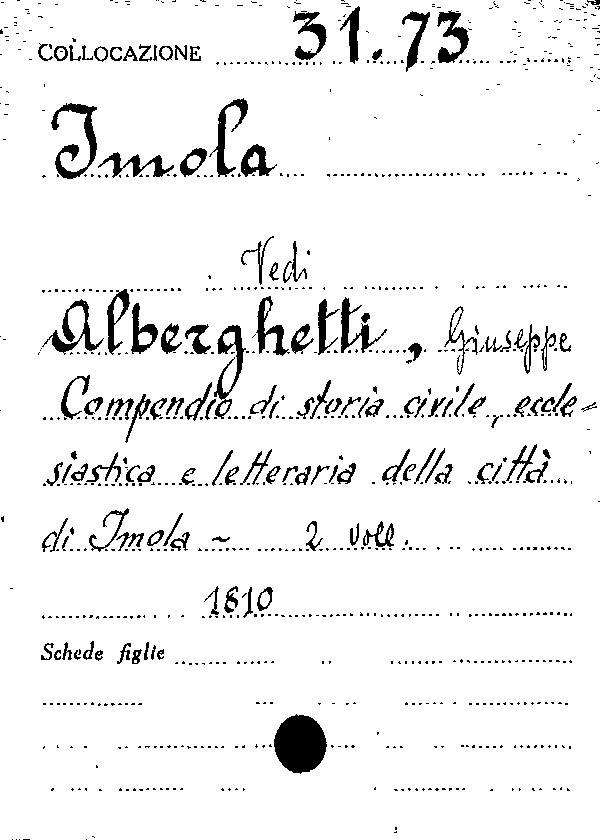 COLLOCAZIONE 31.73
Imola
Vedi
Alberghetti, Giuseppe
Compendio di storia civile, eccle=
siastica e letteraria della città
di Imola ~ 2 voll.
1810
Schede figlie